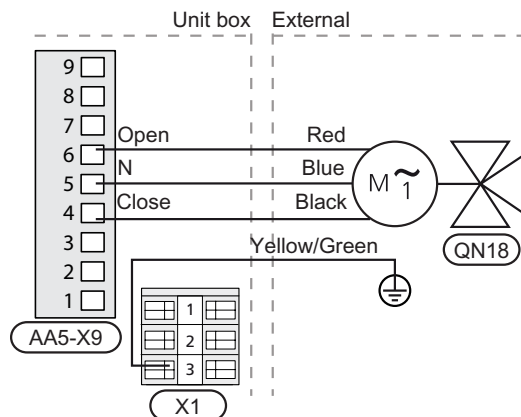 Unit box External
9
8
7
6 Open Red
5 N Blue
4 Close Black
3
2
1
M ~ 1
QN18
Yellow/Green
AA5-X9
1
2
3
X1